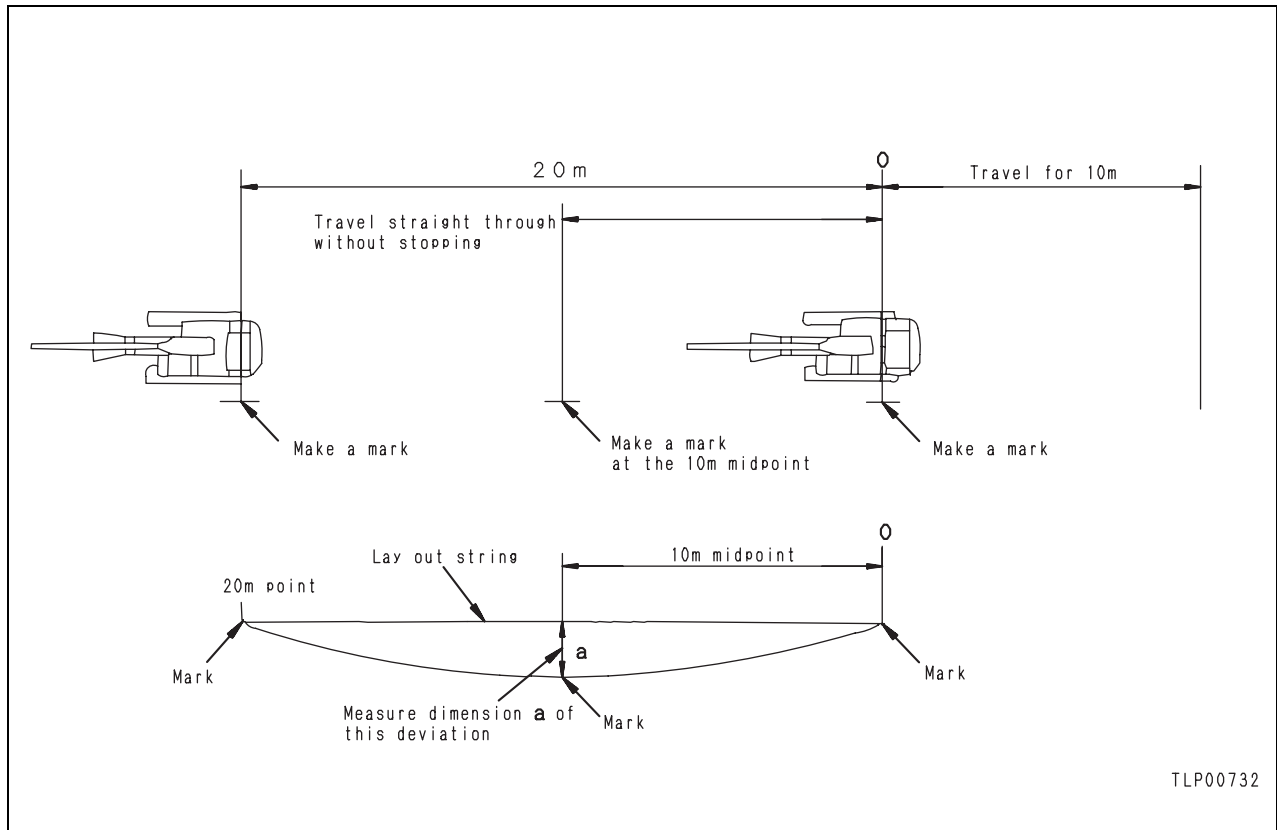 0
20m
Travel for 10m
Travel straight through
without stopping
Make a mark
Make a mark
at the 10m midpoint
Make a mark
0
Lay out string
10m midpoint
20m point
a
Mark
Mark
Measure dimension a of
this deviation
Mark
TLP00732